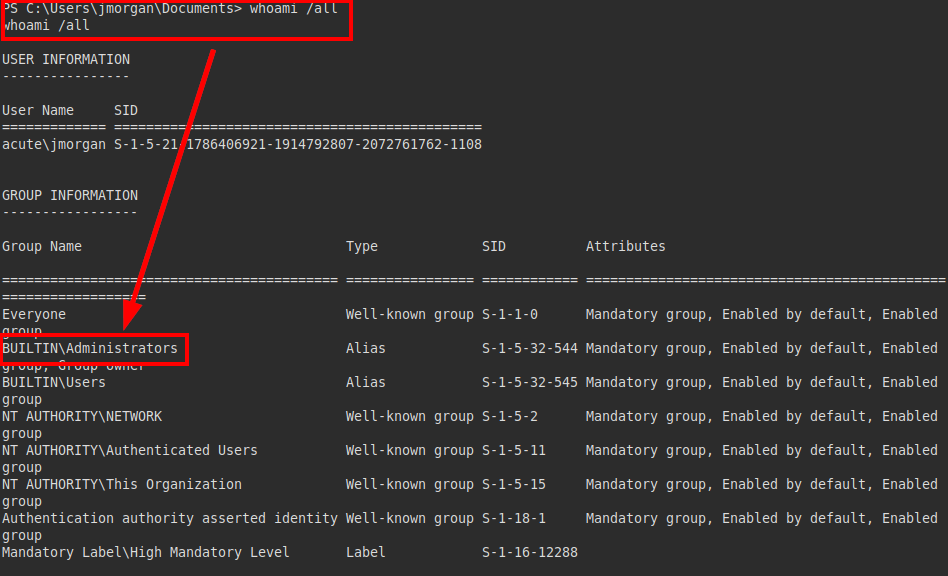 PS C:\Users\jmorgan\Documents> whoami /all
whoami /all
USER INFORMATION
----------------
User Name     SID
============= ==============================================
acute\jmorgan S-1-5-21-1786406921-1914792807-2072761762-1108
GROUP INFORMATION
-----------------
Group Name                                 Type             SID          Attributes
========================================== ================ ============ =============================================
==================
Everyone                                   Well-known group S-1-1-0      Mandatory group, Enabled by default, Enabled
group
BUILTIN\Administrators                     Alias            S-1-5-32-544 Mandatory group, Enabled by default, Enabled
group, Group owner
BUILTIN\Users                              Alias            S-1-5-32-545 Mandatory group, Enabled by default, Enabled
group
NT AUTHORITY\NETWORK                       Well-known group S-1-5-2      Mandatory group, Enabled by default, Enabled
group
NT AUTHORITY\Authenticated Users           Well-known group S-1-5-11     Mandatory group, Enabled by default, Enabled
group
NT AUTHORITY\This Organization             Well-known group S-1-5-15     Mandatory group, Enabled by default, Enabled
group
Authentication authority asserted identity Well-known group S-1-18-1     Mandatory group, Enabled by default, Enabled
group
Mandatory Label\High Mandatory Level       Label            S-1-16-12288